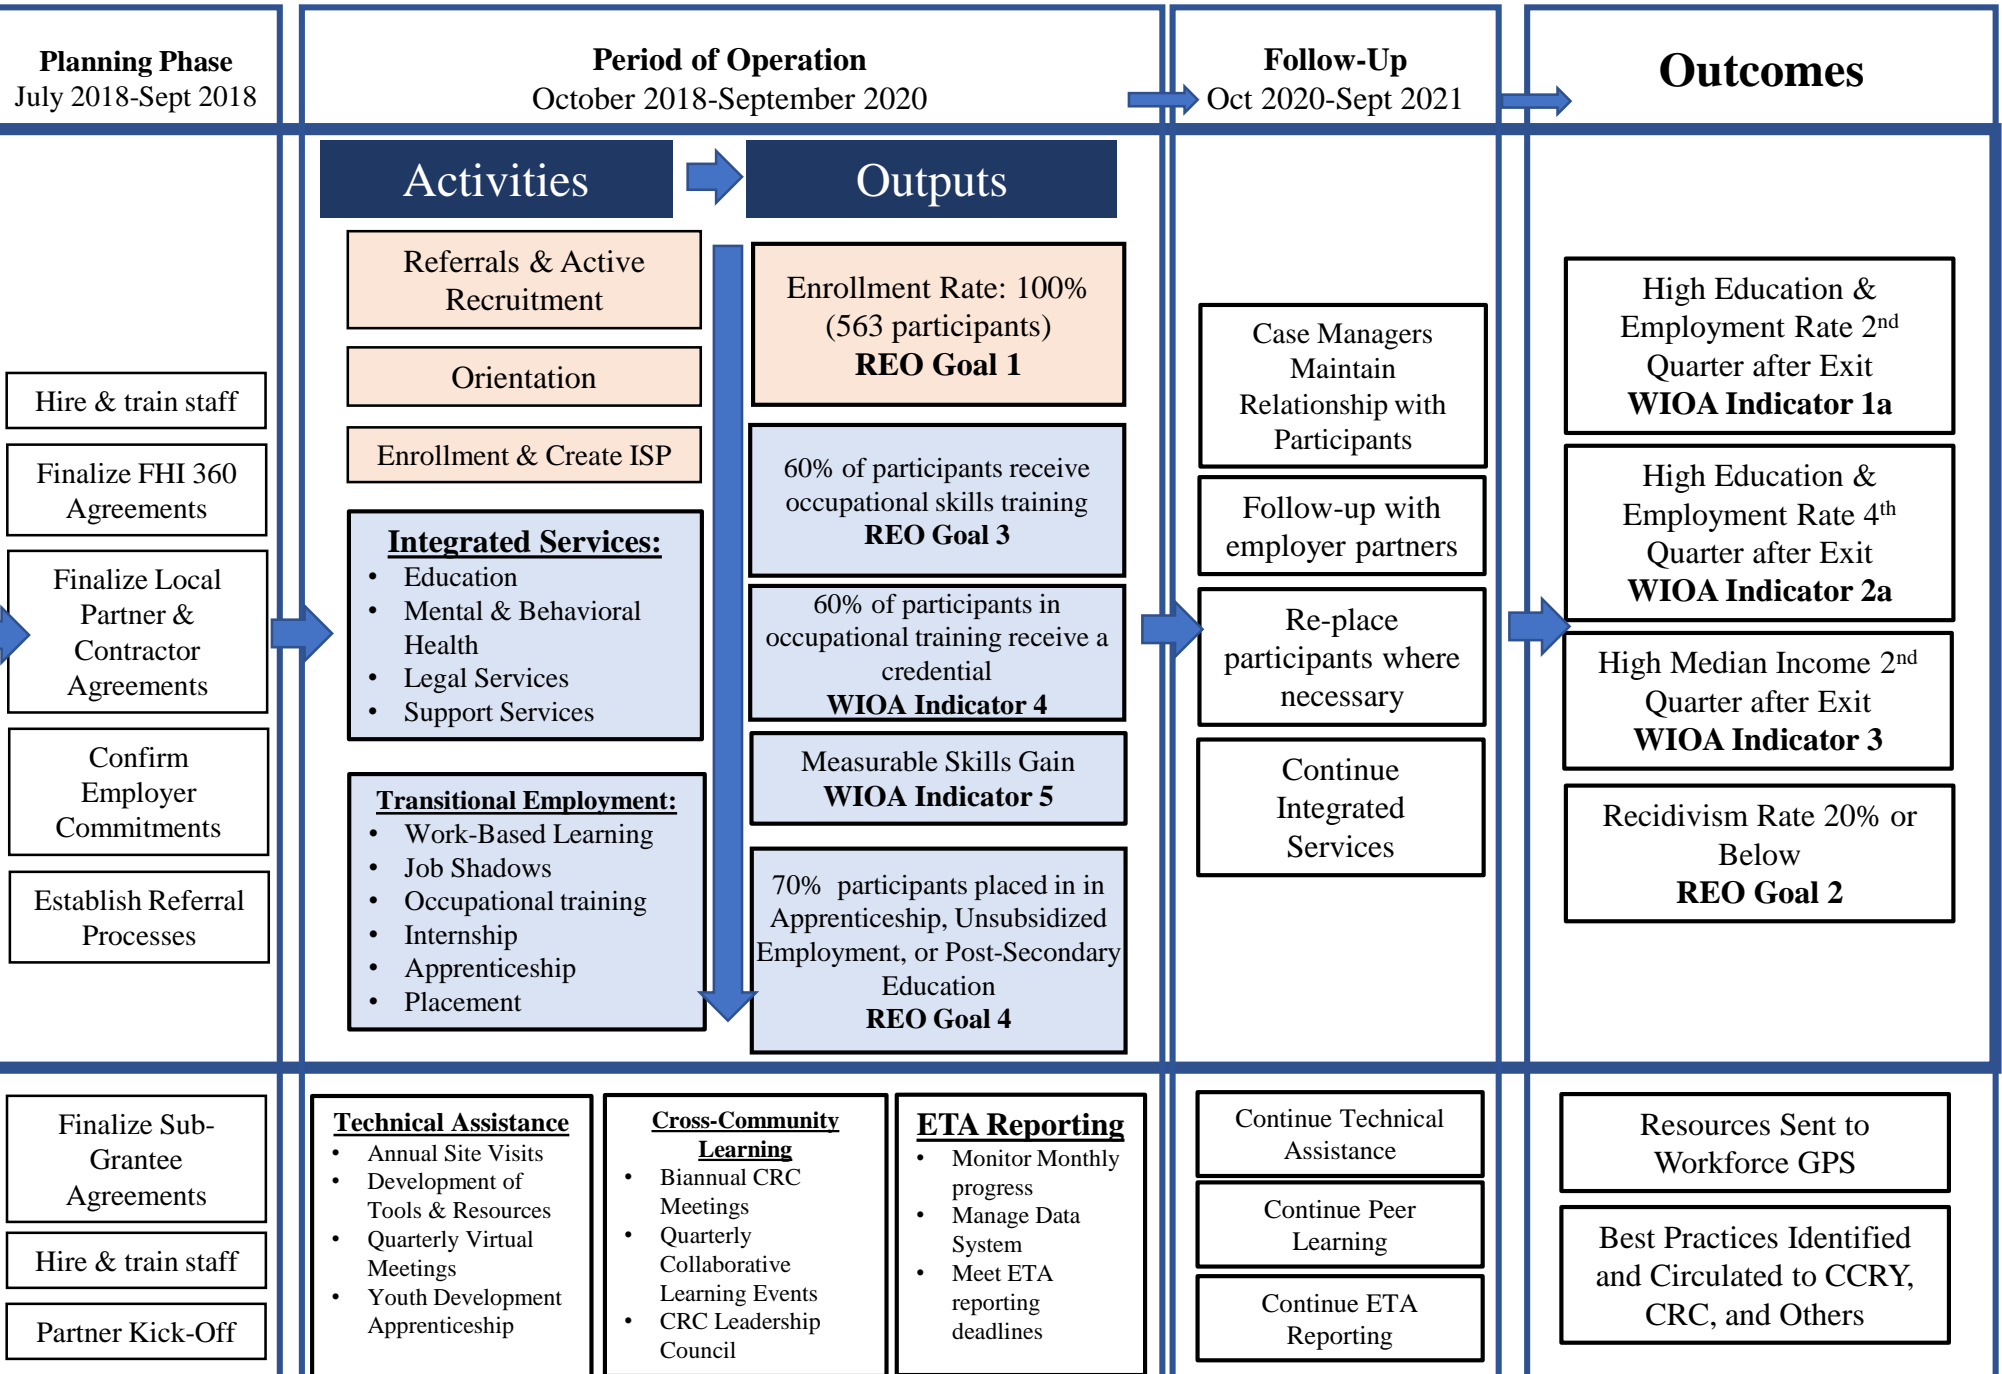 Planning Phase
July 2018-Sept 2018
Period of Operation
October 2018-September 2020
Follow-Up
Oct 2020-Sept 2021
Outcomes
Hire & train staff
Finalize FHI 360
Agreements
Finalize Local
Partner &
Contractor
Agreements
Confirm
Employer
Commitments
Establish Referral
Processes
Activities
Referrals & Active
Recruitment
Orientation
Enrollment & Create ISP
Integrated Services:
• Education
• Mental & Behavioral
Health
• Legal Services
• Support Services
Transitional Employment:
• Work-Based Learning
• Job Shadows
• Occupational training
• Internship
• Apprenticeship
• Placement
Outputs
Enrollment Rate: 100%
(563 participants)
REO Goal 1
60% of participants receive
occupational skills training
REO Goal 3
60% of participants in
occupational training receive a
credential
WIOA Indicator 4
Measurable Skills Gain
WIOA Indicator 5
70% participants placed in in
Apprenticeship, Unsubsidized
Employment, or Post-Secondary
Education
REO Goal 4
Case Managers
Maintain
Relationship with
Participants
Follow-up with
employer partners
Re-place
participants where
necessary
Continue
Integrated
Services
High Education &
Employment Rate 2nd
Quarter after Exit
WIOA Indicator 1a
High Education &
Employment Rate 4th
Quarter after Exit
WIOA Indicator 2a
High Median Income 2nd
Quarter after Exit
WIOA Indicator 3
Recidivism Rate 20% or
Below
REO Goal 2
Finalize Sub-
Grantee
Agreements
Hire & train staff
Partner Kick-Off
Technical Assistance
• Annual Site Visits
• Development of
Tools & Resources
• Quarterly Virtual
Meetings
• Youth Development
Apprenticeship
Cross-Community
Learning
• Biannual CRC
Meetings
• Quarterly
Collaborative
Learning Events
• CRC Leadership
Council
ETA Reporting
• Monitor Monthly
progress
• Manage Data
System
• Meet ETA
reporting
deadlines
Continue Technical
Assistance
Continue Peer
Learning
Continue ETA
Reporting
Resources Sent to
Workforce GPS
Best Practices Identified
and Circulated to CCRY,
CRC, and Others